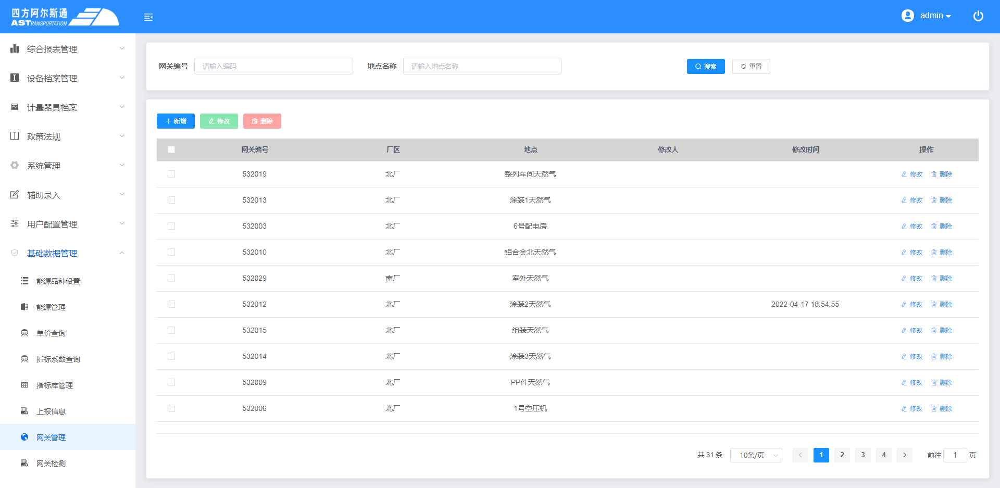 四方阿尔斯通
ASTRANSPORTATION
admin
综合报表管理
设备档案管理
计量器具档案
政策法规
系统管理
辅助录入
用户配置管理
基础数据管理
能源品种设置
能源管理
单价查询
折标系数查询
指标库管理
上报信息
网关管理
网关检测
网关编号 请输入编码 地点名称 请输入地点名称 搜索 重置
新增 修改 删除
网关编号 厂区 地点 修改人 修改时间 操作
532019 北厂 整列车间天然气 修改 删除
532013 北厂 涂装1天然气 修改 删除
532003 北厂 6号配电房 修改 删除
532010 北厂 铝合金北天然气 修改 删除
532029 南厂 室外天然气 修改 删除
532012 北厂 涂装2天然气 2022-04-17 18:54:55 修改 删除
532015 北厂 组装天然气 修改 删除
532014 北厂 涂装3天然气 修改 删除
532009 北厂 PP件天然气 修改 删除
532006 北厂 1号空压机 修改 删除
共 31 条 10条/页 1 2 3 4 前往 1 页